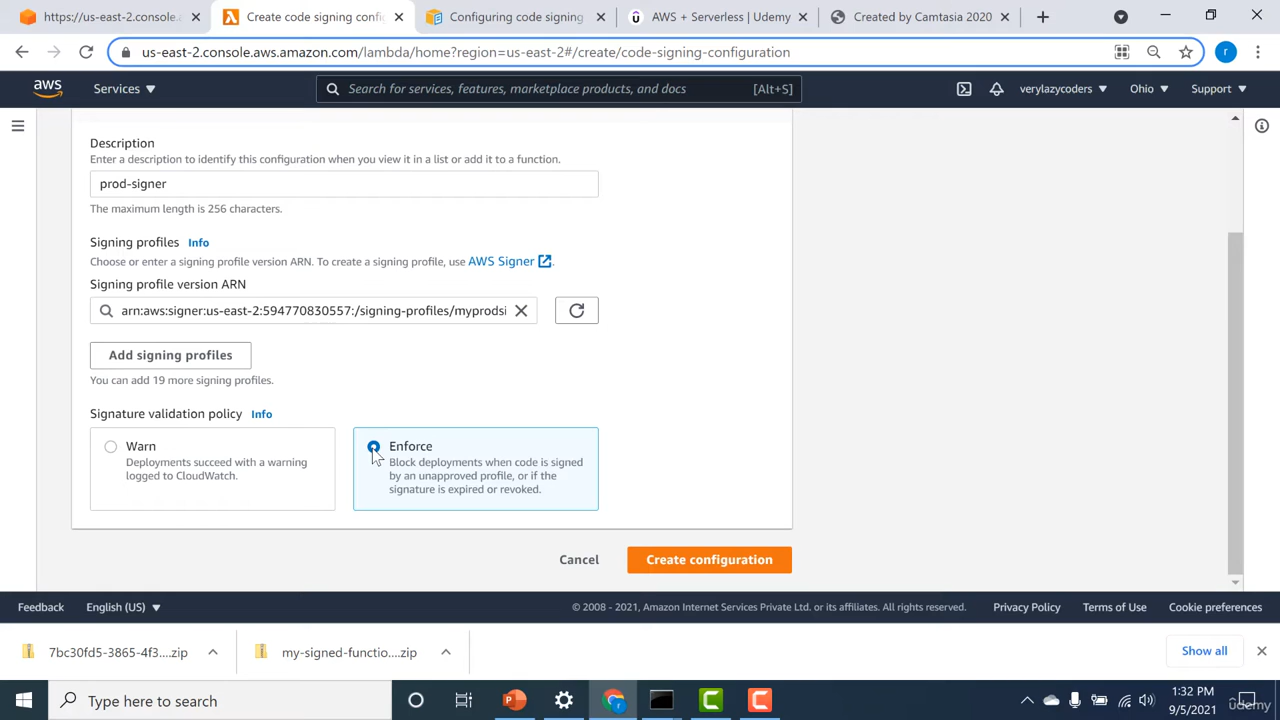 https://us-east-2.console.aws.a
Create code signing confi
Configuring code signing
AWS + Serverless | Udemy
Created by Camtasia 2020
us-east-2.console.aws.amazon.com/lambda/home?region=us-east-2#/create/code-signing-configuration
r
aws
Services
Search for services, features, marketplace products, and docs
[Alt+S]
verylazycoders
Ohio
Support
Description
Enter a description to identify this configuration when you view it in a list or add it to a function.
prod-signer
The maximum length is 256 characters.
Signing profiles Info
Choose or enter a signing profile version ARN. To create a signing profile, use AWS Signer.
Signing profile version ARN
arn:aws:signer:us-east-2:594770830557:/signing-profiles/myprodsi
Add signing profiles
You can add 19 more signing profiles.
Signature validation policy Info
Warn
Deployments succeed with a warning
logged to CloudWatch.
Enforce
Block deployments when code is signed
by an unapproved profile, or if the
signature is expired or revoked.
Cancel
Create configuration
Feedback
English (US)
© 2008 - 2021, Amazon Internet Services Private Ltd. or its affiliates. All rights reserved.
Privacy Policy
Terms of Use
Cookie preferences
7bc30fd5-3865-4f3....zip
my-signed-functio....zip
Show all
Type here to search
1:32 PM
9/5/2021
udemy